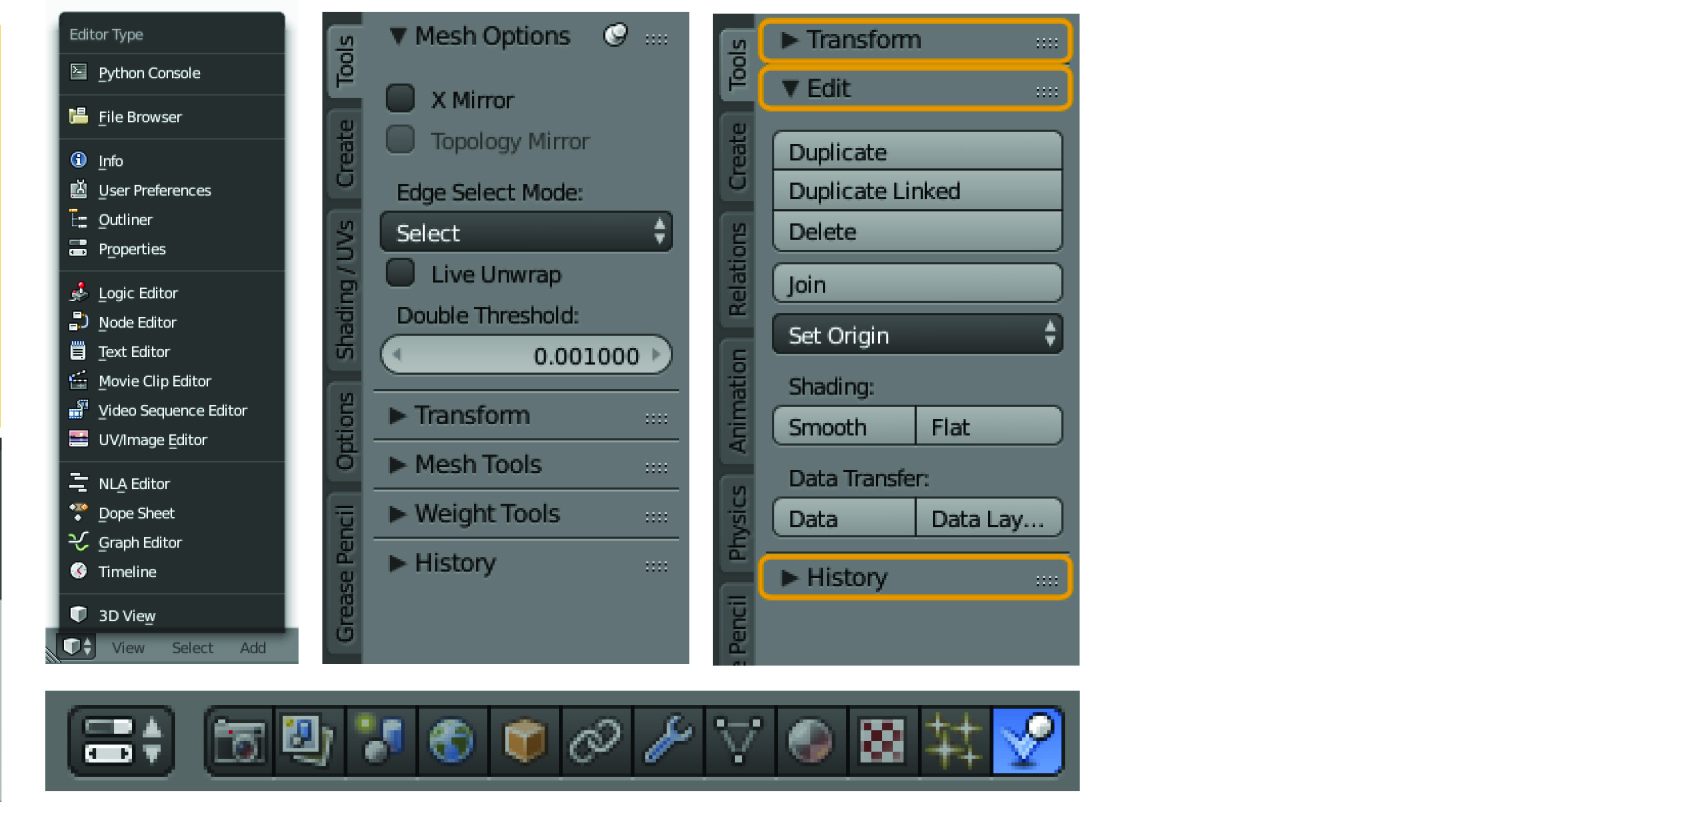 Editor Type
Python Console
File Browser
Info
User Preferences
Outliner
Properties
Logic Editor
Node Editor
Text Editor
Movie Clip Editor
Video Sequence Editor
UV/Image Editor
NLA Editor
Dope Sheet
Graph Editor
Timeline
3D View
View Select Add
Tools
Create
Shading / UVs
Options
Grease Pencil
Mesh Options
X Mirror
Topology Mirror
Edge Select Mode:
Select
Live Unwrap
Double Threshold:
0.001000
Transform
Mesh Tools
Weight Tools
History
Tools
Create
Relations
Animation
Physics
e Pencil
Transform
Edit
Duplicate
Duplicate Linked
Delete
Join
Set Origin
Shading:
Smooth Flat
Data Transfer:
Data Data Lay...
History